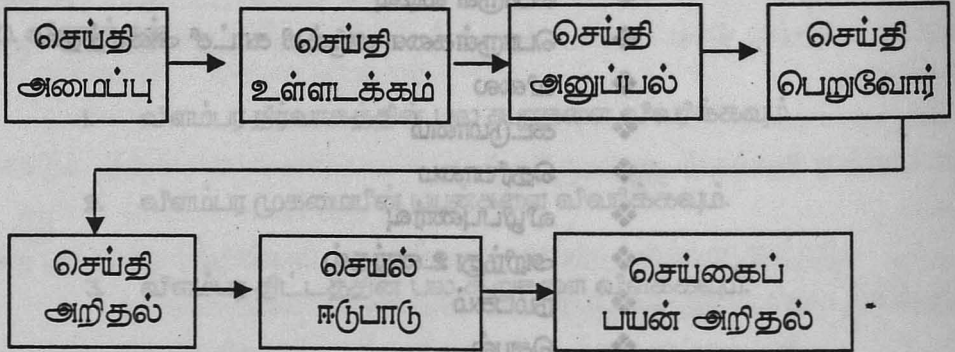 செய்தி
அமைப்பு
செய்தி
உள்ளடக்கம்
செய்தி
அனுப்பல்
செய்தி
பெறுவோர்
செய்தி
அறிதல்
செயல்
ஈடுபாடு
செய்கைப்
பயன் அறிதல்